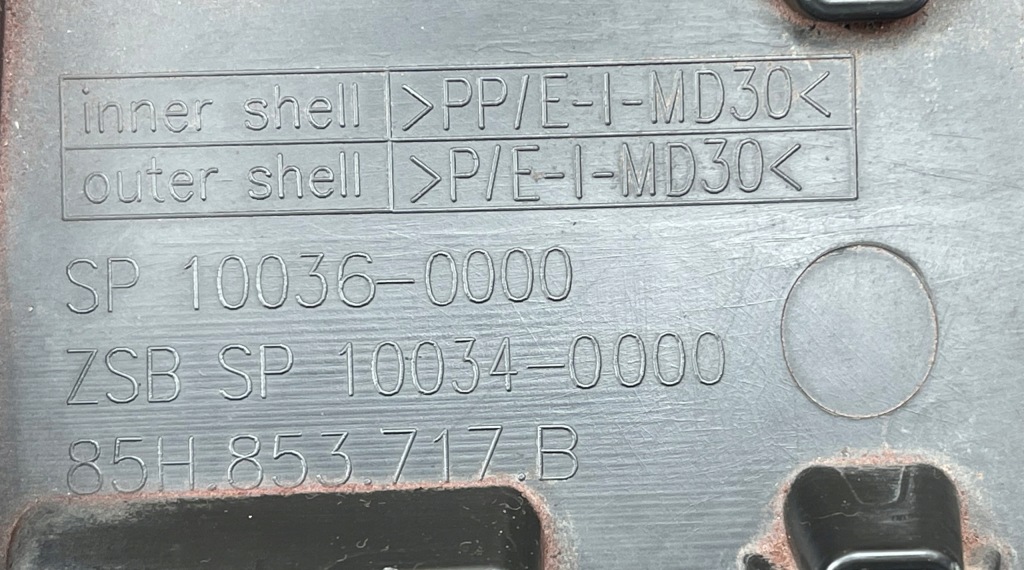 inner shell >PP/E-I-MD30<
outer shell >P/E-I-MD30<
SP 10036-0000
ZSB SP 10034-0000
85H.853.717.B